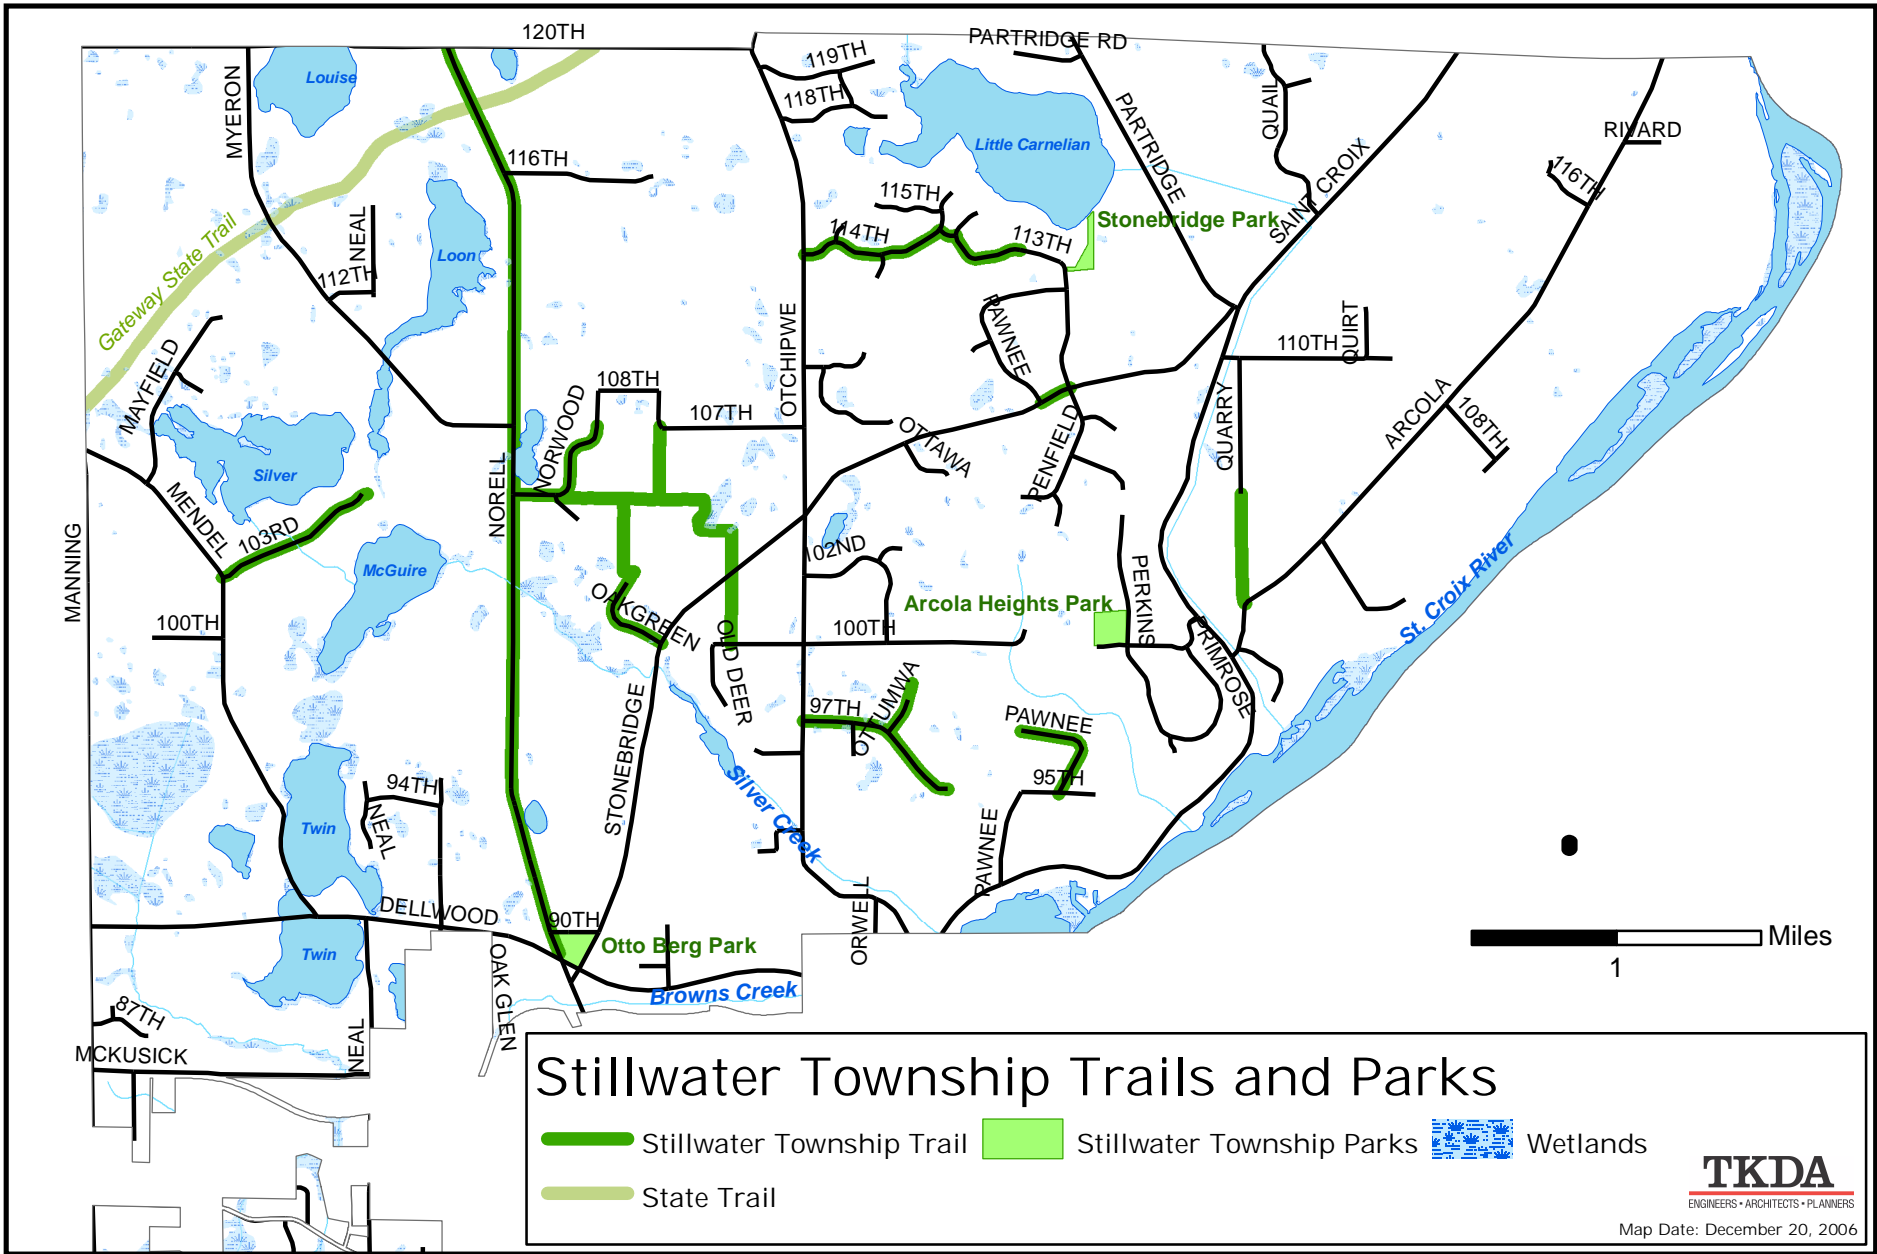 120TH
PARTRIDGE RD
119TH
118TH
MYERON
Louise
QUAIL
PARTRIDGE
RIVARD
Little Carnelian
116TH
116TH
SAINT CROIX
115TH
NEAL
Stonebridge Park
114TH
113TH
Gateway State Trail
Loon
112TH
PAWNEE
OTCHIPWE
QUIRT
110TH
MAYFIELD
108TH
NORWOOD
107TH
QUARRY
ARCOLA
108TH
OTTAWA
PENFIELD
Silver
NORELL
MENDEL
103RD
MANNING
McGuire
102ND
PERKINS
St. Croix River
OAKGREEN
Arcola Heights Park
100TH
OLD DEER
100TH
PRIMROSE
STONEBRIDGE
OTTUMWA
97TH
PAWNEE
95TH
94TH
NEAL
Twin
Silver Creek
PAWNEE
ORWELL
DELLWOOD
90TH
Otto Berg Park
Twin
OAK GLEN
Browns Creek
Miles
1
87TH
NEAL
MCKUSICK
Stillwater Township Trails and Parks
Stillwater Township Trail
Stillwater Township Parks
Wetlands
State Trail
TKDA
ENGINEERS • ARCHITECTS • PLANNERS
Map Date: December 20, 2006